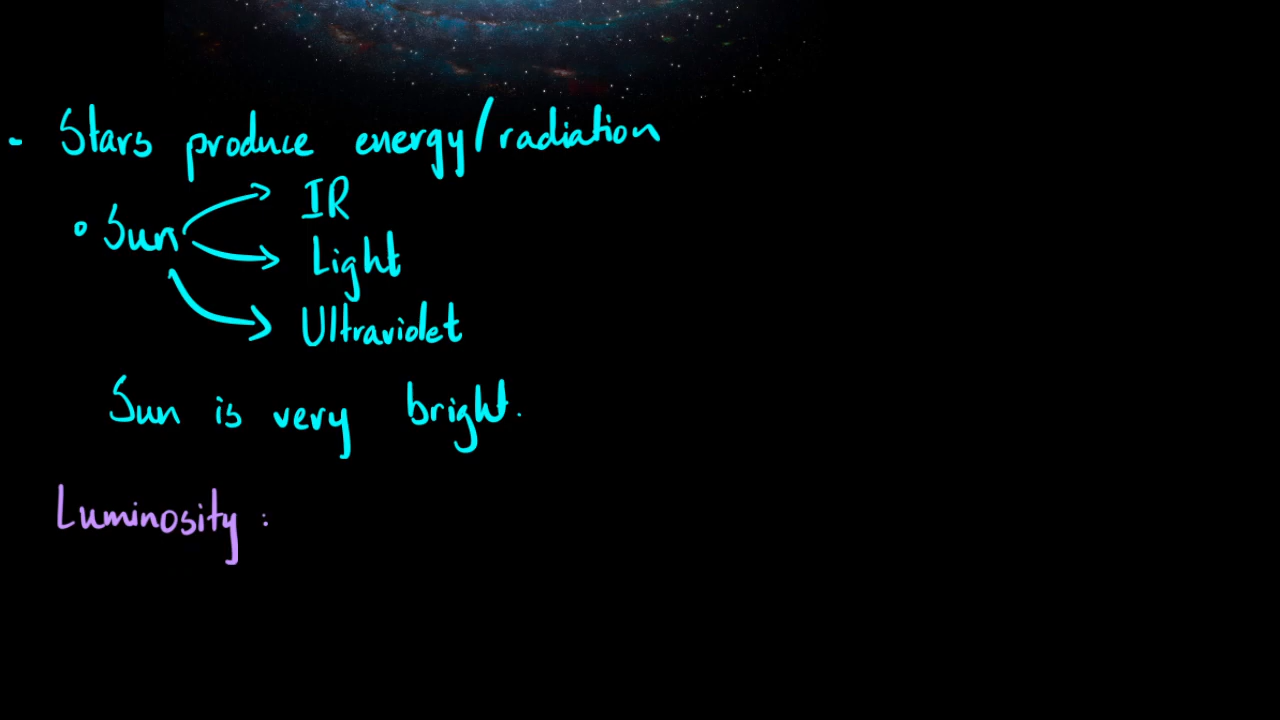 - Stars produce energy/radiation
∘ Sun → IR
→ Light
→ Ultraviolet
Sun is very bright.
Luminosity :